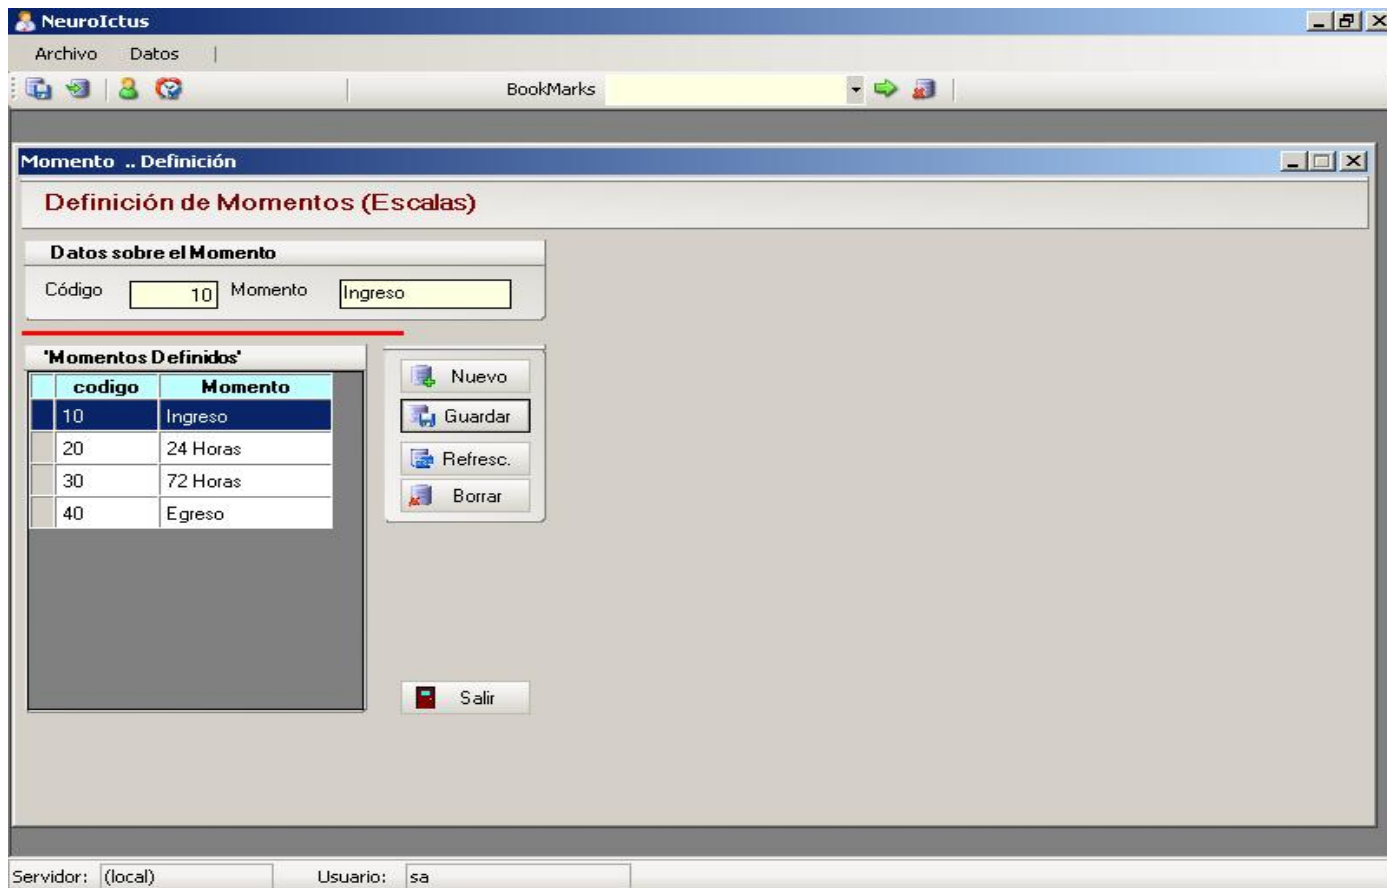 NeuroIctus
Archivo Datos |
BookMarks
Momento .. Definición
Definición de Momentos (Escalas)
Datos sobre el Momento
Código 10 Momento Ingreso
'Momentos Definidos'
codigo Momento
10 Ingreso
20 24 Horas
30 72 Horas
40 Egreso
Nuevo
Guardar
Refresc.
Borrar
Salir
Servidor: (local) Usuario: sa